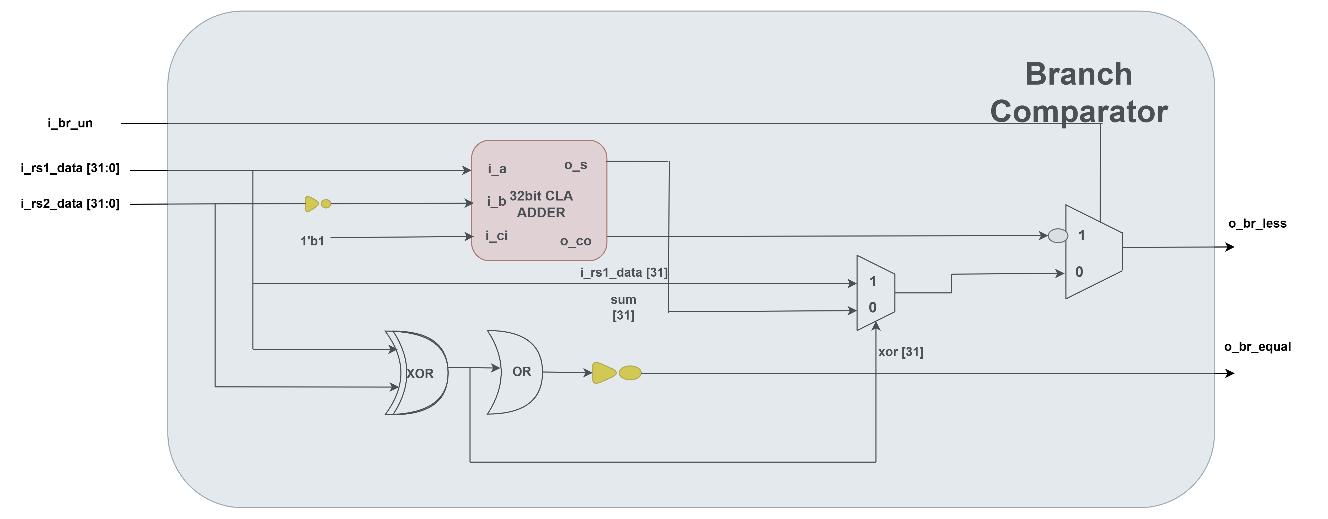 Branch
Comparator
i_br_un
i_rs1_data [31:0]
i_rs2_data [31:0]
1'b1
i_a
i_b
i_ci
32bit CLA
ADDER
o_s
o_co
i_rs1_data [31]
sum
[31]
1
0
1
0
xor [31]
XOR
OR
o_br_less
o_br_equal